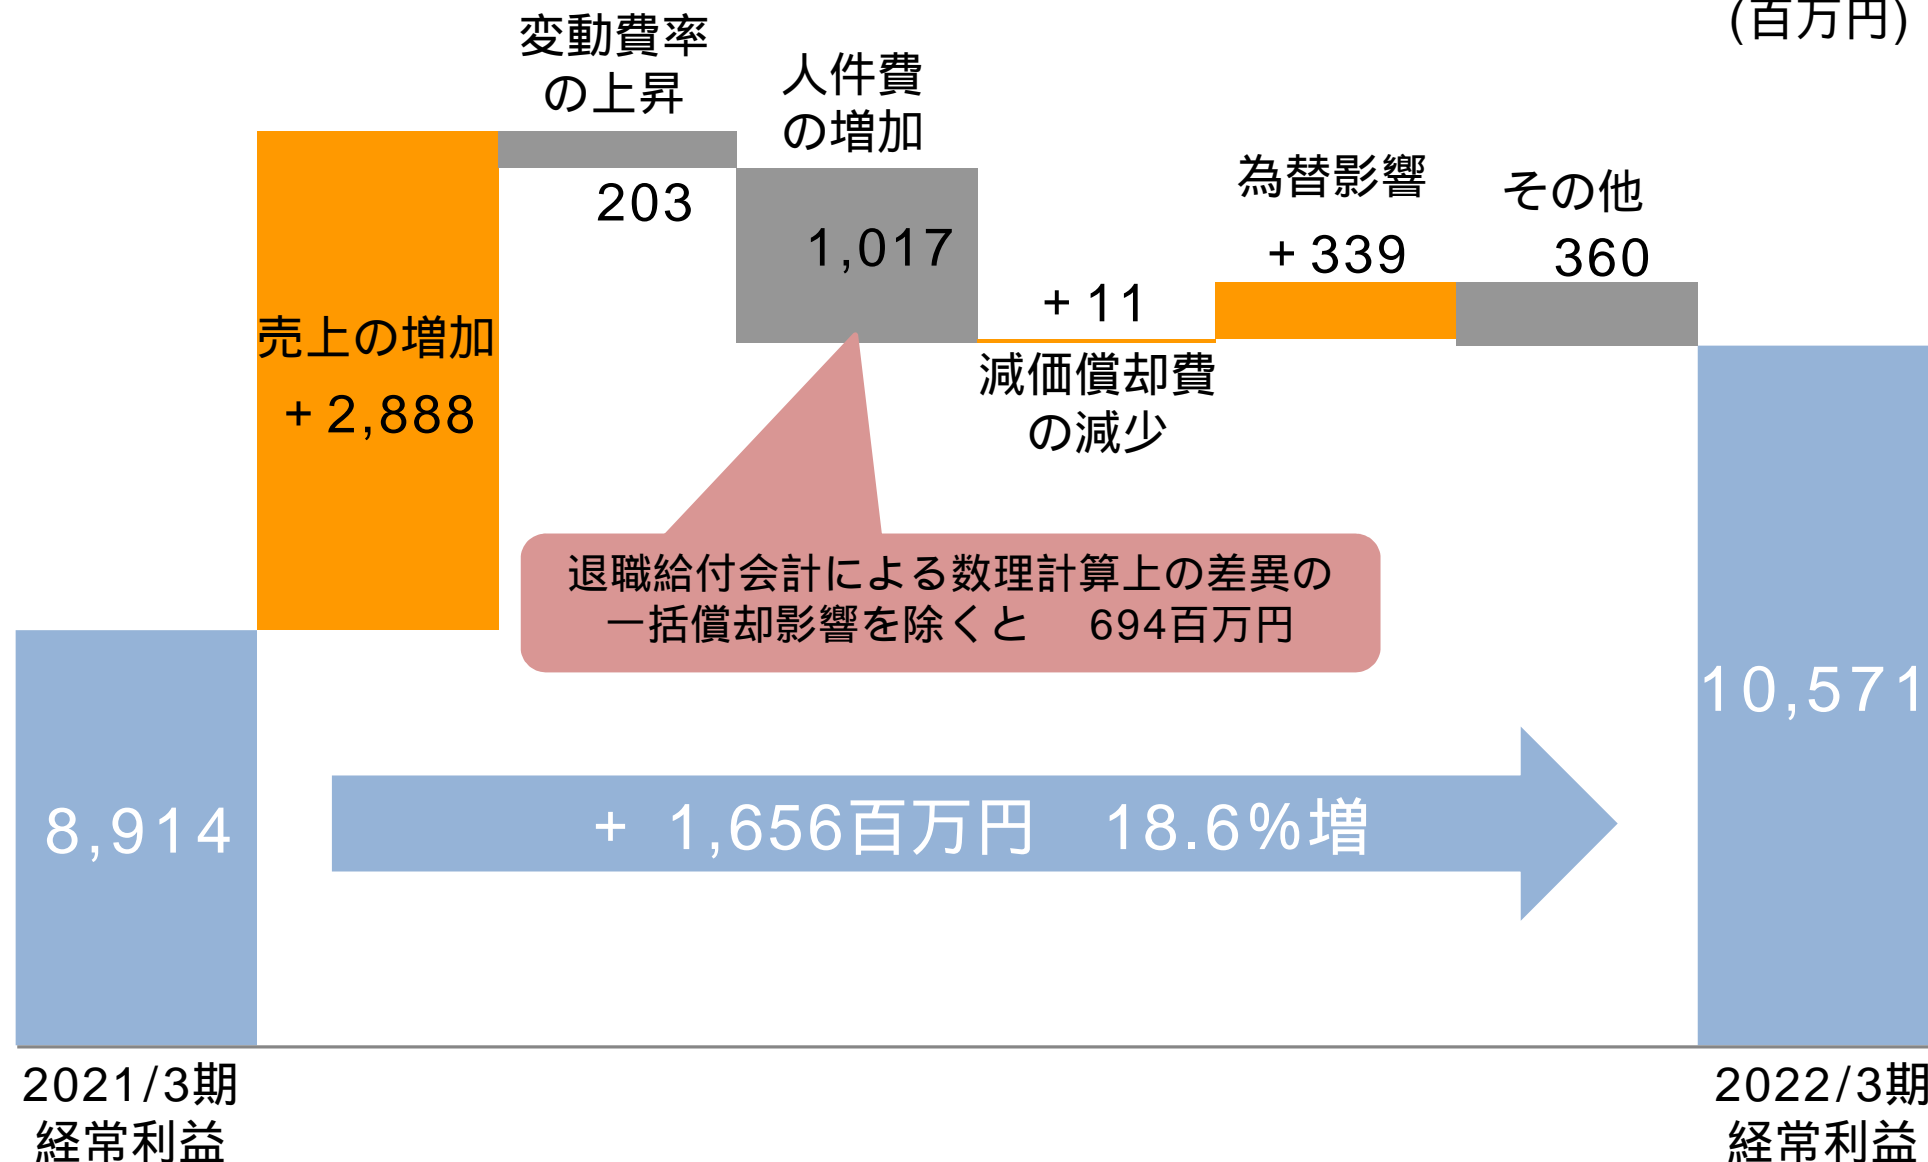 (百万円)
変動費率
の上昇
203
人件費
の増加
1,017
売上の増加
+2,888
+11
減価償却費
の減少
為替影響
+339
その他
360
退職給付会計による数理計算上の差異の
一括償却影響を除くと　694百万円
8,914
+ 1,656百万円　18.6%増
10,571
2021/3期
経常利益
2022/3期
経常利益